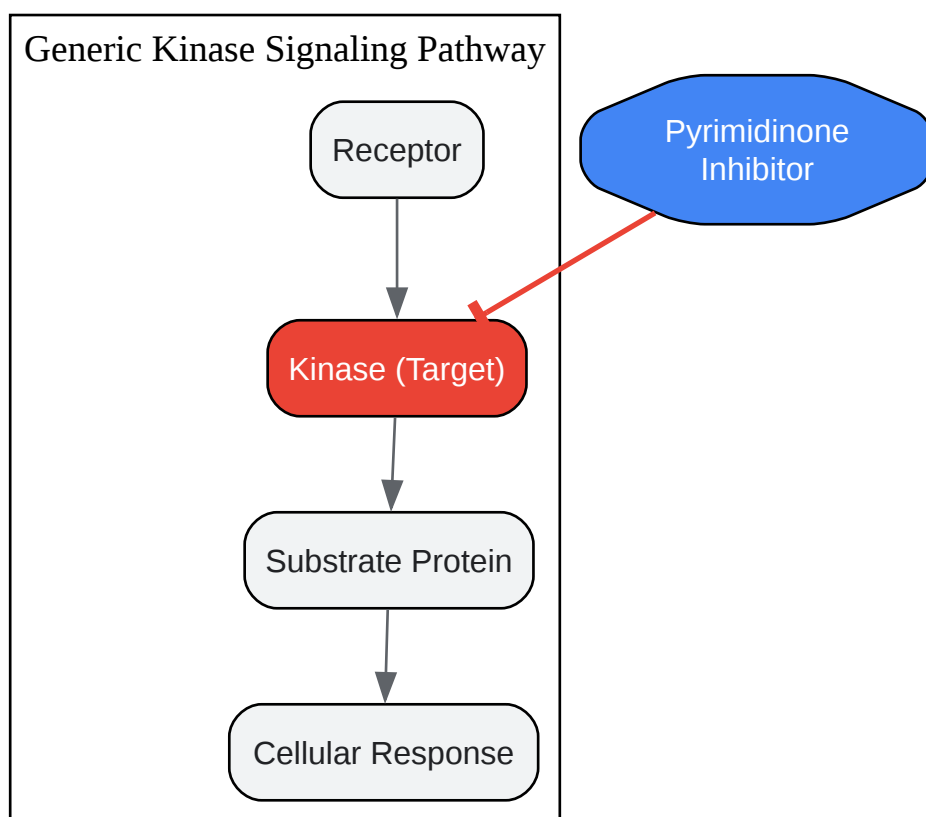 Generic Kinase Signaling Pathway
Receptor
Pyrimidinone
Inhibitor
Kinase (Target)
Substrate Protein
Cellular Response